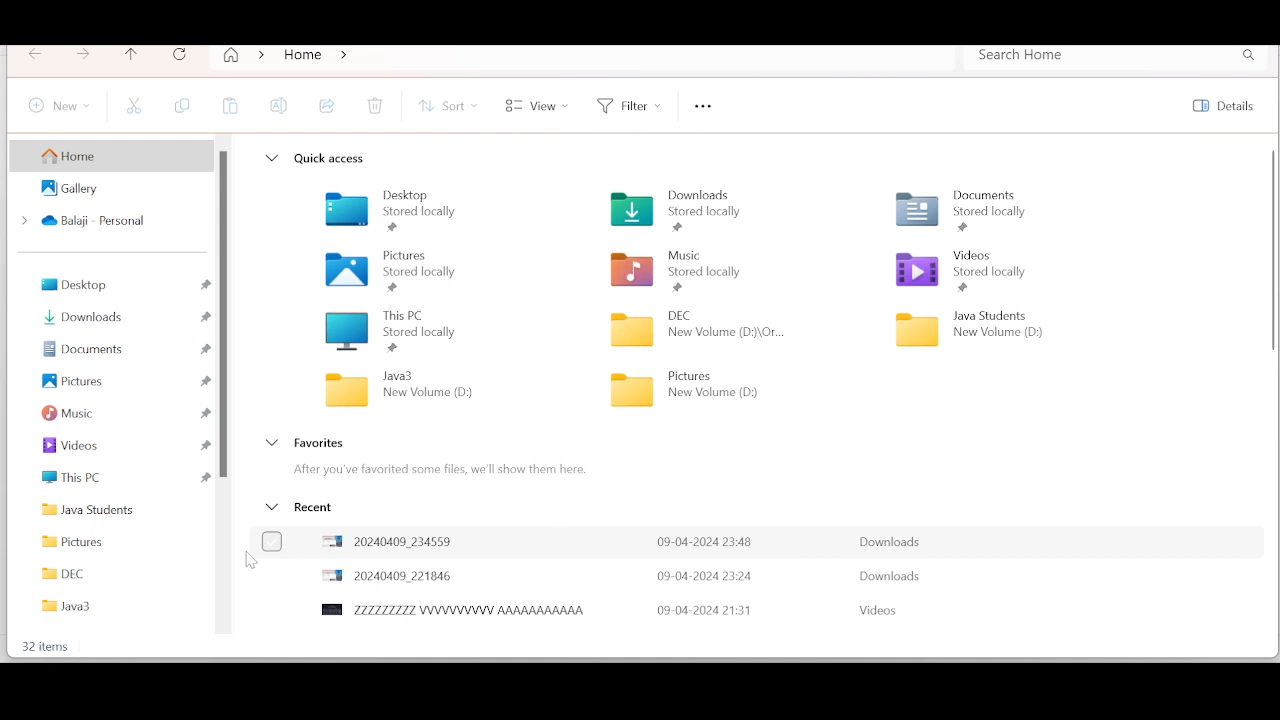 Home
Search Home
New
Sort
View
Filter
Details
Home
Gallery
Balaji - Personal
Desktop
Downloads
Documents
Pictures
Music
Videos
This PC
Java Students
Pictures
DEC
Java3
Quick access
Desktop
Stored locally
Downloads
Stored locally
Documents
Stored locally
Pictures
Stored locally
Music
Stored locally
Videos
Stored locally
This PC
Stored locally
DEC
New Volume (D:)\Or...
Java Students
New Volume (D:)
Java3
New Volume (D:)
Pictures
New Volume (D:)
Favorites
After you've favorited some files, we'll show them here.
Recent
20240409_234559 09-04-2024 23:48 Downloads
20240409_221846 09-04-2024 23:24 Downloads
ZZZZZZZZZ VVVVVVVVVV AAAAAAAAAAA 09-04-2024 21:31 Videos
32 items